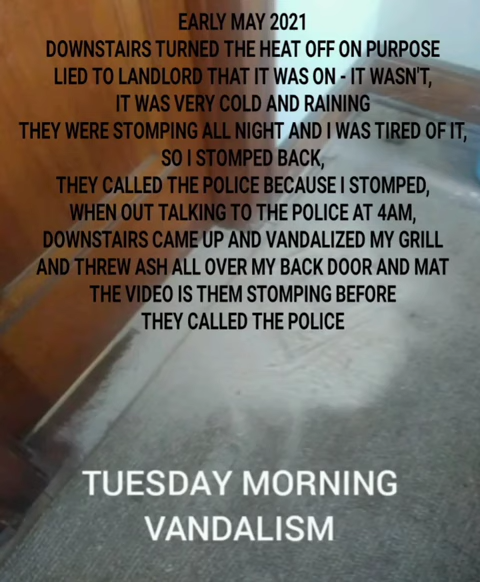 EARLY MAY 2021
DOWNSTAIRS TURNED THE HEAT OFF ON PURPOSE
LIED TO LANDLORD THAT IT WAS ON - IT WASN'T,
IT WAS VERY COLD AND RAINING
THEY WERE STOMPING ALL NIGHT AND I WAS TIRED OF IT,
SO I STOMPED BACK,
THEY CALLED THE POLICE BECAUSE I STOMPED,
WHEN OUT TALKING TO THE POLICE AT 4AM,
DOWNSTAIRS CAME UP AND VANDALIZED MY GRILL
AND THREW ASH ALL OVER MY BACK DOOR AND MAT
THE VIDEO IS THEM STOMPING BEFORE
THEY CALLED THE POLICE
TUESDAY MORNING
VANDALISM